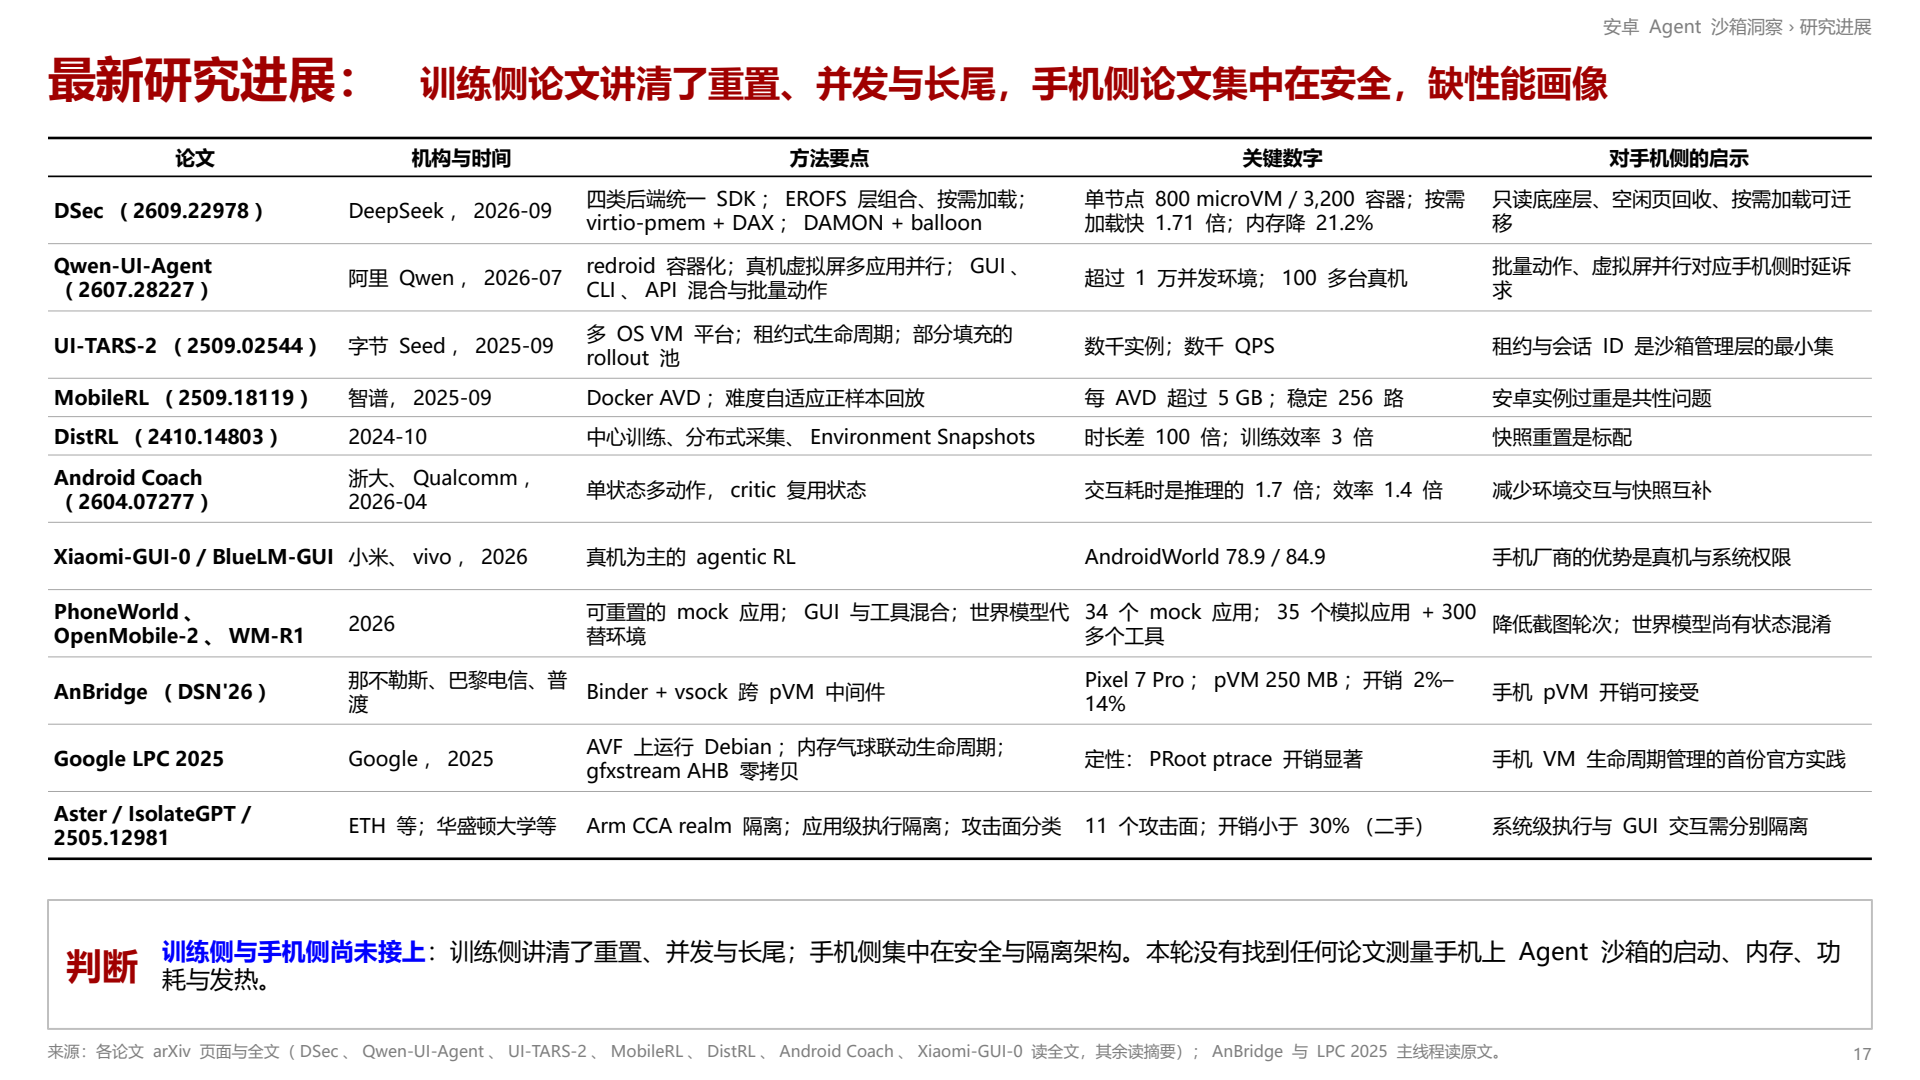 安卓 Agent 沙箱洞察 › 研究进展
最新研究进展： 训练侧论文讲清了重置、并发与长尾，手机侧论文集中在安全，缺性能画像
论文 机构与时间 方法要点 关键数字 对手机侧的启示
DSec （2609.22978） DeepSeek， 2026-09 四类后端统一 SDK； EROFS 层组合、按需加载； 单节点 800 microVM / 3,200 容器；按需 只读底座层、空闲页回收、按需加载可迁
virtio-pmem + DAX； DAMON + balloon 加载快 1.71 倍；内存降 21.2% 移
Qwen-UI-Agent 阿里 Qwen， 2026-07 redroid 容器化；真机虚拟屏多应用并行； GUI、 超过 1 万并发环境； 100 多台真机 批量动作、虚拟屏并行对应手机侧时延诉
（2607.28227） CLI、 API 混合与批量动作 求
UI-TARS-2 （2509.02544） 字节 Seed， 2025-09 多 OS VM 平台；租约式生命周期；部分填充的 数千实例；数千 QPS 租约与会话 ID 是沙箱管理层的最小集
rollout 池
MobileRL （2509.18119） 智谱， 2025-09 Docker AVD；难度自适应正样本回放 每 AVD 超过 5 GB；稳定 256 路 安卓实例过重是共性问题
DistRL （2410.14803） 2024-10 中心训练、分布式采集、 Environment Snapshots 时长差 100 倍；训练效率 3 倍 快照重置是标配
Android Coach 浙大、 Qualcomm， 单状态多动作， critic 复用状态 交互耗时是推理的 1.7 倍；效率 1.4 倍 减少环境交互与快照互补
（2604.07277） 2026-04
Xiaomi-GUI-0 / BlueLM-GUI 小米、 vivo， 2026 真机为主的 agentic RL AndroidWorld 78.9 / 84.9 手机厂商的优势是真机与系统权限
PhoneWorld、 2026 可重置的 mock 应用； GUI 与工具混合；世界模型代 34 个 mock 应用； 35 个模拟应用 + 300 降低截图轮次；世界模型尚有状态混淆
OpenMobile-2、 WM-R1 替环境 多个工具
AnBridge （DSN'26） 那不勒斯、巴黎电信、普 Binder + vsock 跨 pVM 中间件 Pixel 7 Pro； pVM 250 MB；开销 2%– 手机 pVM 开销可接受
渡 14%
Google LPC 2025 Google， 2025 AVF 上运行 Debian；内存气球联动生命周期； 定性： PRoot ptrace 开销显著 手机 VM 生命周期管理的首份官方实践
gfxstream AHB 零拷贝
Aster / IsolateGPT / ETH 等；华盛顿大学等 Arm CCA realm 隔离；应用级执行隔离；攻击面分类 11 个攻击面；开销小于 30% （二手） 系统级执行与 GUI 交互需分别隔离
2505.12981
判断 训练侧与手机侧尚未接上：训练侧讲清了重置、并发与长尾；手机侧集中在安全与隔离架构。本轮没有找到任何论文测量手机上 Agent 沙箱的启动、内存、功
耗与发热。
来源：各论文 arXiv 页面与全文（DSec、 Qwen-UI-Agent、 UI-TARS-2、 MobileRL、 DistRL、 Android Coach、 Xiaomi-GUI-0 读全文，其余读摘要）； AnBridge 与 LPC 2025 主线程读原文。 17